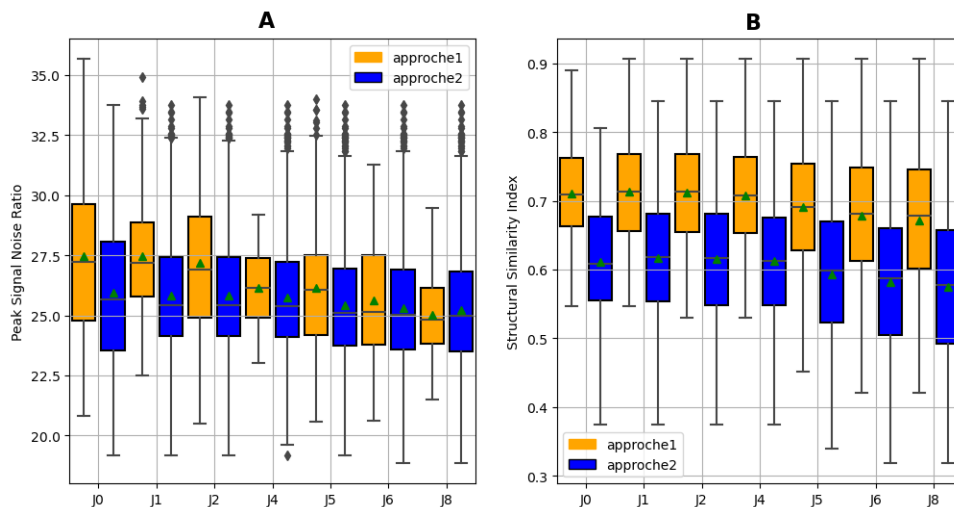 A
Peak Signal Noise Ratio
35.0
32.5
30.0
27.5
25.0
22.5
20.0
approche1
approche2
J0 J1 J2 J4 J5 J6 J8
B
Structural Similarity Index
0.9
0.8
0.7
0.6
0.5
0.4
0.3
approche1
approche2
J0 J1 J2 J4 J5 J6 J8